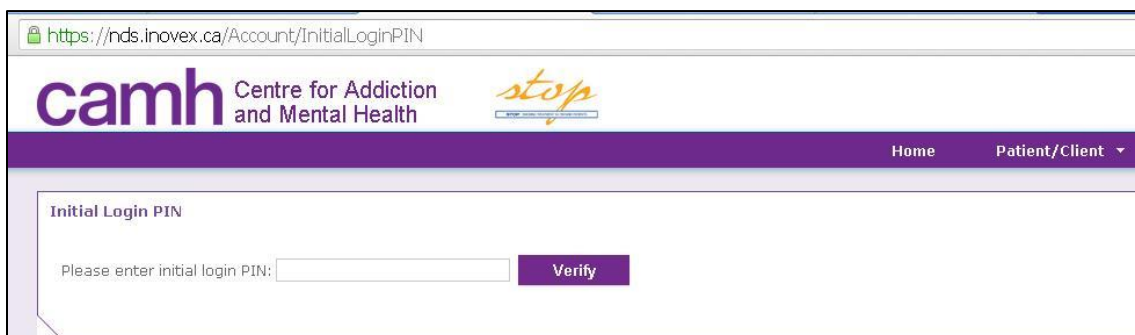 https://nds.inovex.ca/Account/InitialLoginPIN
camh Centre for Addiction
and Mental Health
stop
Home Patient/Client
Initial Login PIN
Please enter initial login PIN: Verify